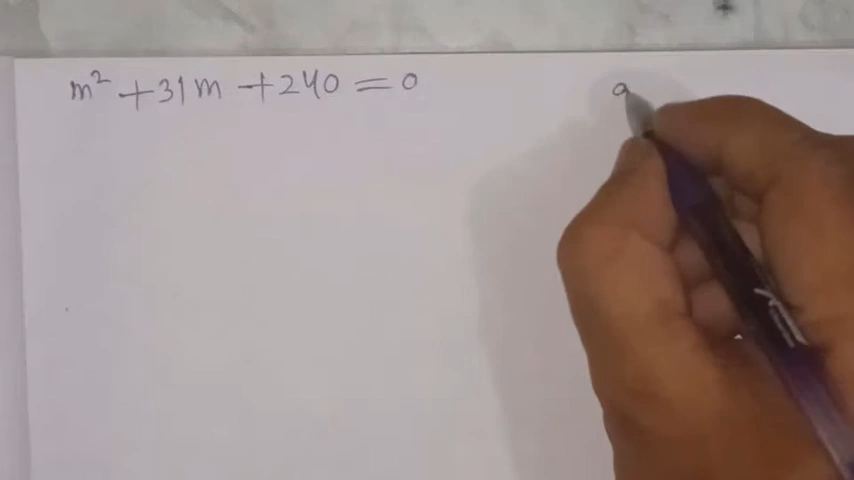 m² + 31m + 240 = 0
a